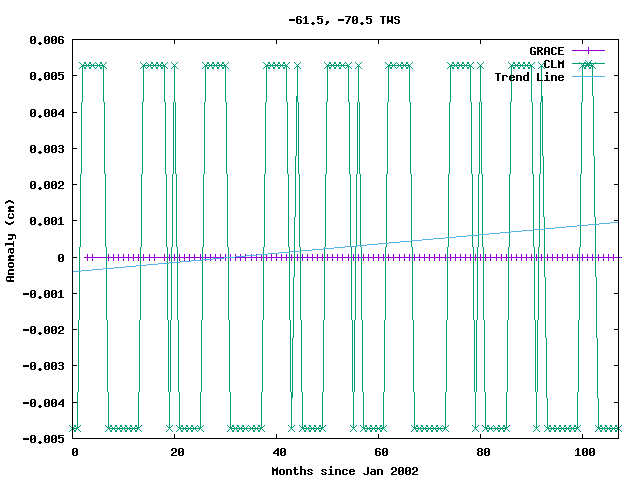 -61.5, -70.5 TWS
0.006
0.005
0.004
0.003
0.002
0.001
0
-0.001
-0.002
-0.003
-0.004
-0.005
Anomaly (cm)
GRACE
CLM
Trend Line
0 20 40 60 80 100
Months since Jan 2002